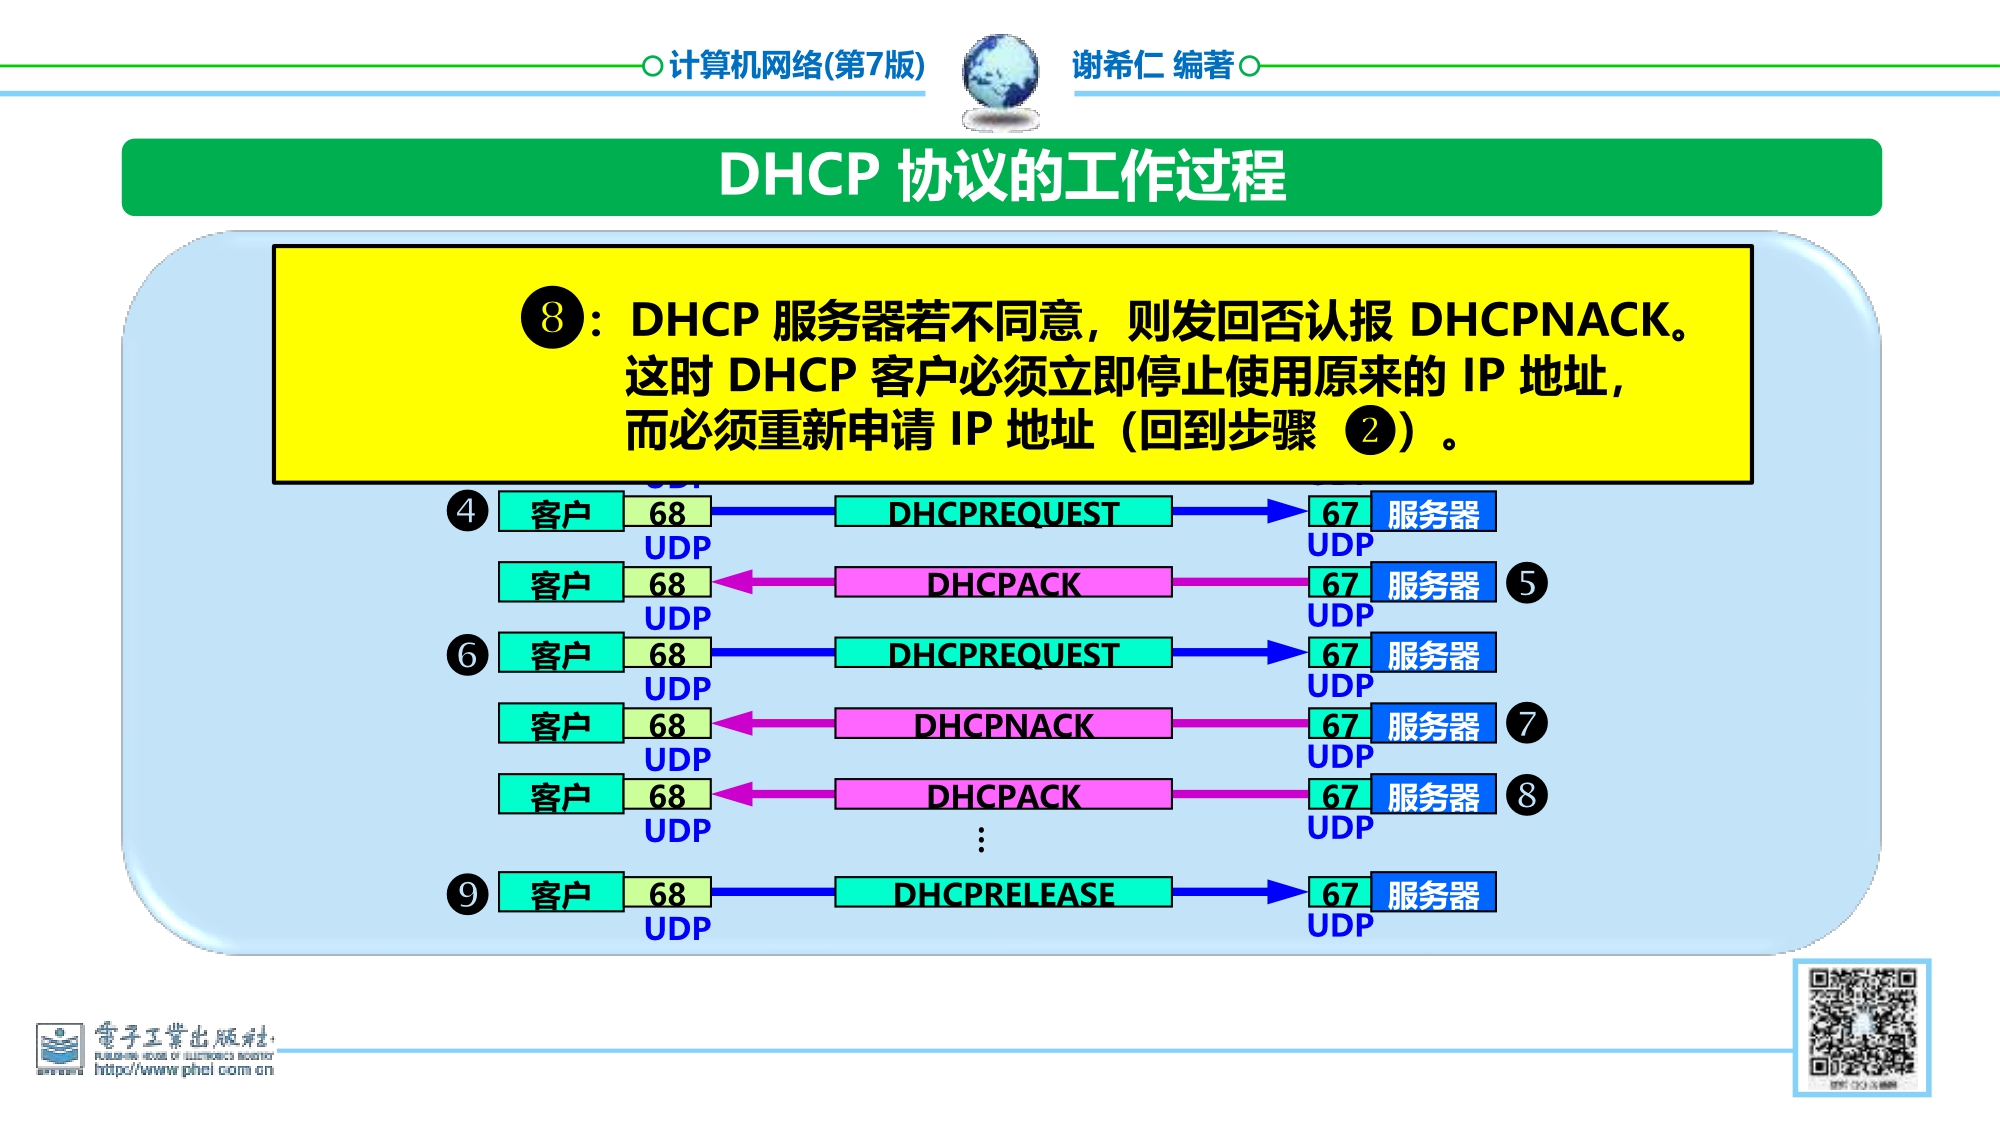 计算机网络(第7版)
谢希仁 编著
DHCP 协议的工作过程
❽：DHCP 服务器若不同意，则发回否认报 DHCPNACK。
这时 DHCP 客户必须立即停止使用原来的 IP 地址，
而必须重新申请 IP 地址（回到步骤 ❷）。
❹ 客户 68 DHCPREQUEST 67 服务器
UDP UDP
客户 68 DHCPACK 67 服务器 ❺
UDP UDP
❻ 客户 68 DHCPREQUEST 67 服务器
UDP UDP
客户 68 DHCPNACK 67 服务器 ❼
UDP UDP
客户 68 DHCPACK 67 服务器 ❽
UDP ⋮ UDP
❾ 客户 68 DHCPRELEASE 67 服务器
UDP UDP
電子工業出版社
PUBLISHING HOUSE OF ELECTRONICS INDUSTRY
http://www.phei.com.cn